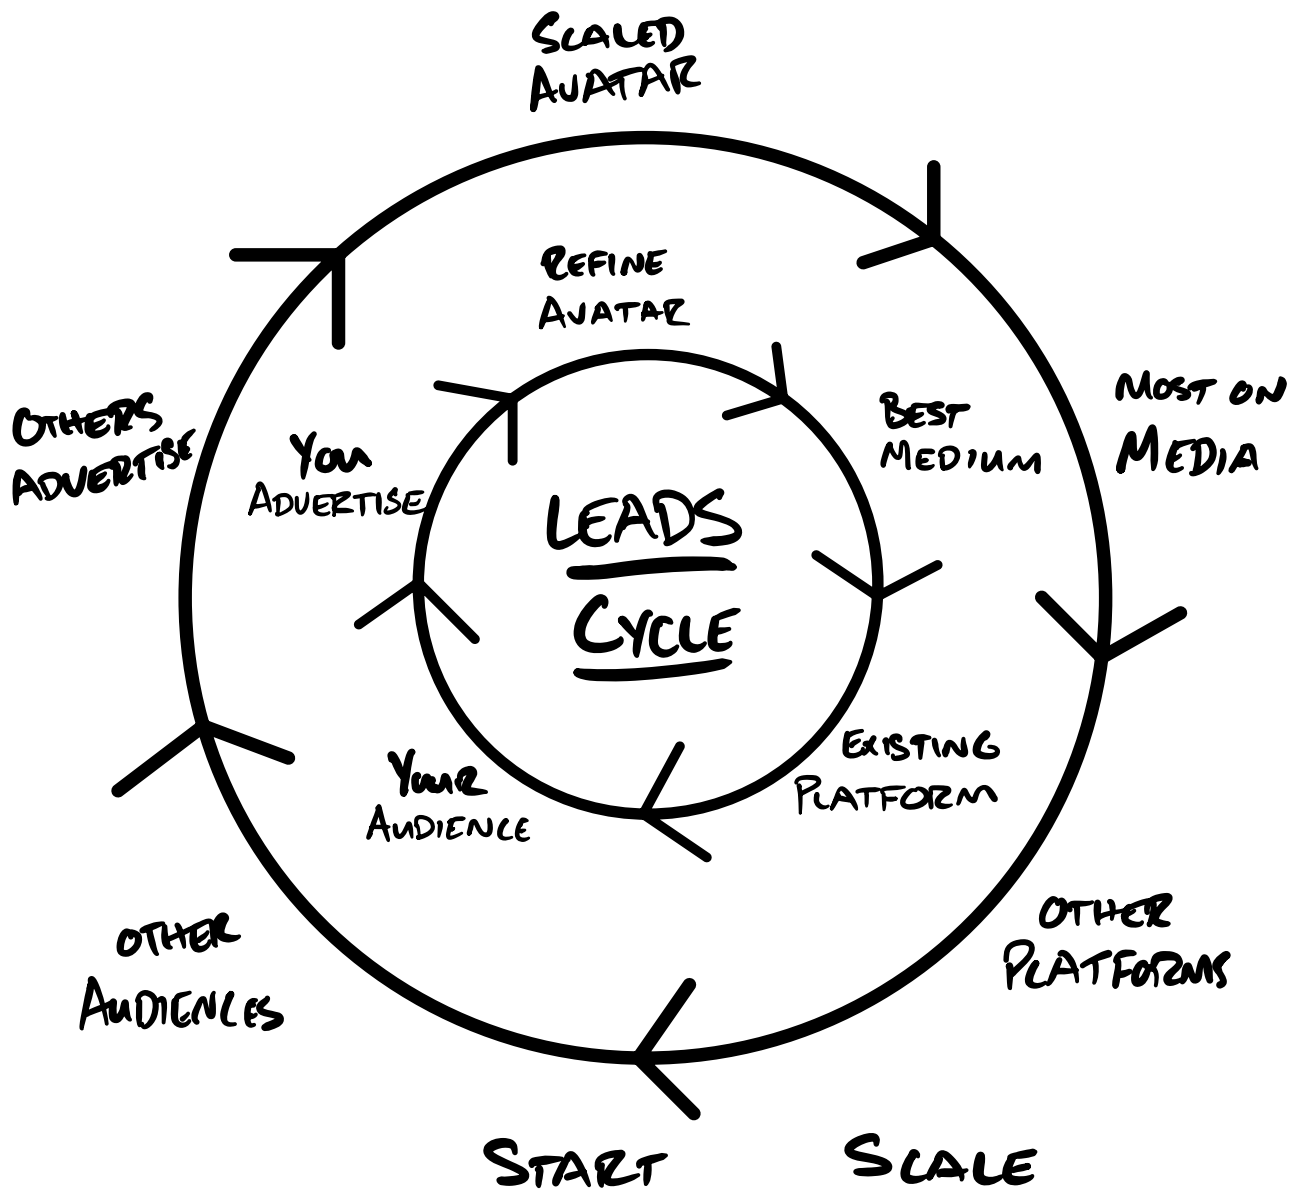 SCALED
AVATAR
REFINE
AVATAR
OTHERS
ADVERTISE
YOU
ADVERTISE
BEST
MEDIUM
MOST ON
MEDIA
LEADS
CYCLE
YOUR
AUDIENCE
EXISTING
PLATFORM
OTHER
AUDIENCES
OTHER
PLATFORMS
START
SCALE